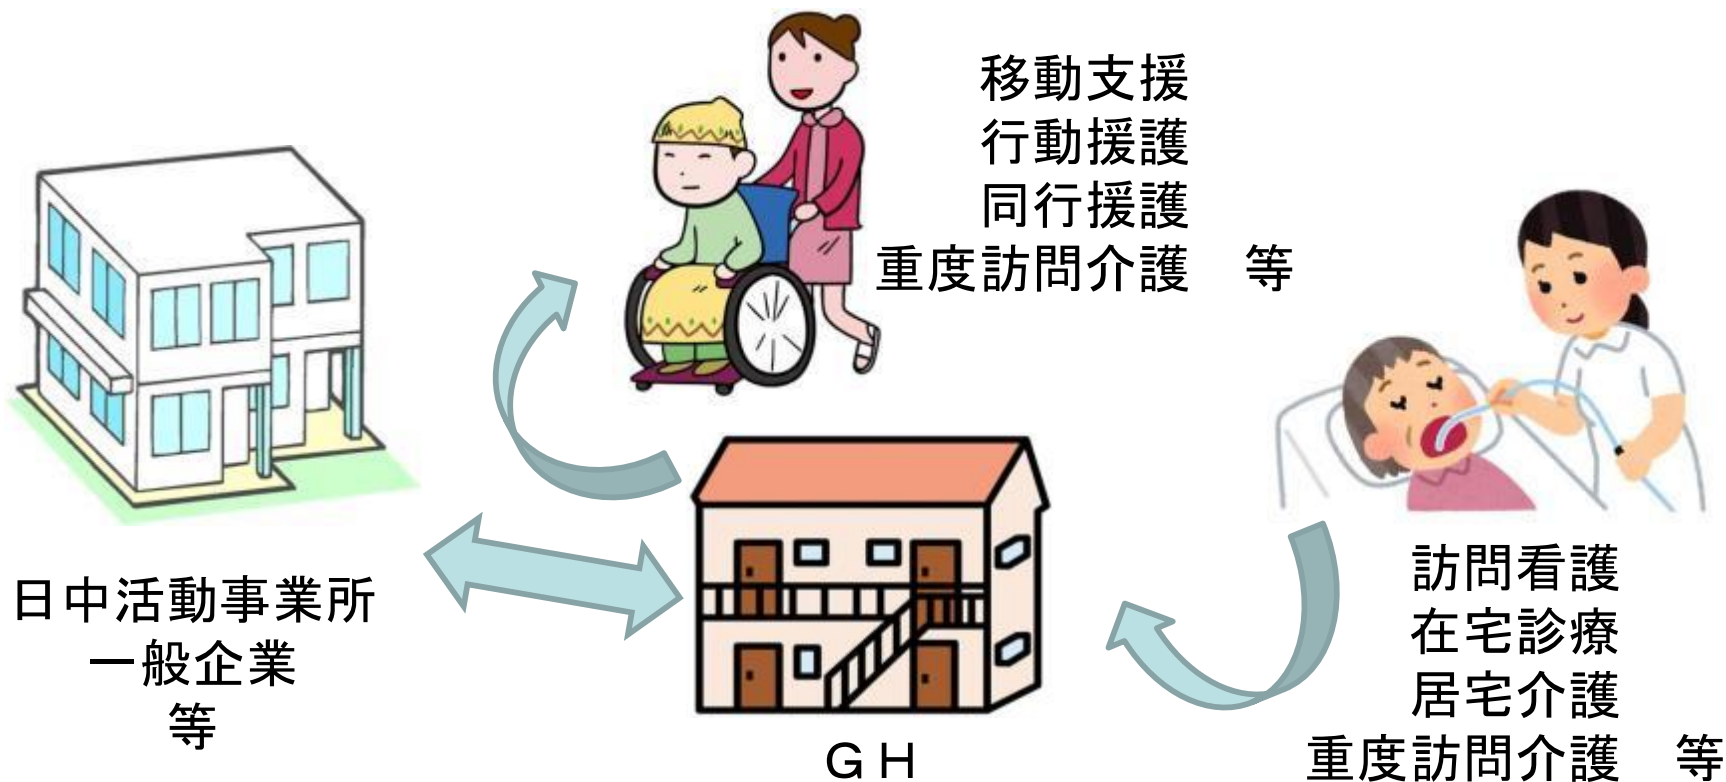 移動支援
行動援護
同行援護
重度訪問介護　等
日中活動事業所
一般企業
等
ＧＨ
訪問看護
在宅診療
居宅介護
重度訪問介護　等